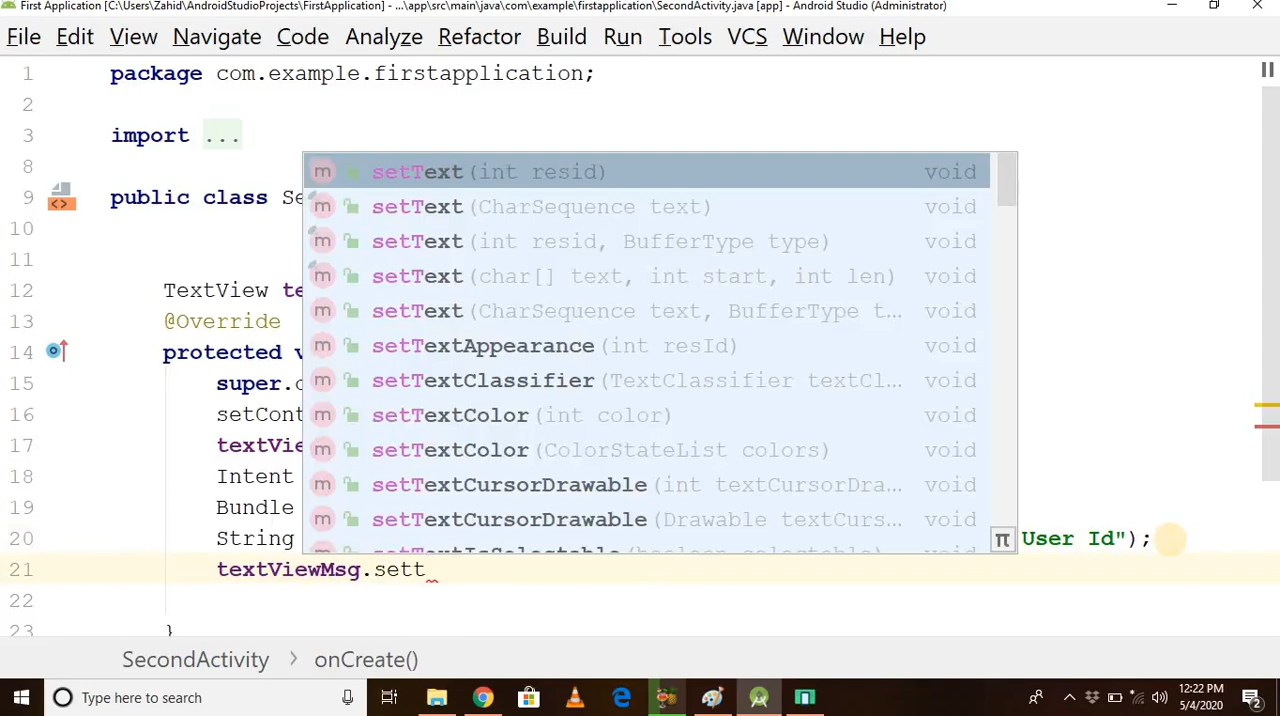 First Application [C:\Users\Zahid\AndroidStudioProjects\FirstApplication] - ...\app\src\main\java\com\example\firstapplication\SecondActivity.java [app] - Android Studio (Administrator)
File Edit View Navigate Code Analyze Refactor Build Run Tools VCS Window Help
1 package com.example.firstapplication;
2
3 import ...
8
9 public class Se
10
11
12 TextView te
13 @Override
14 protected v
15 super.c
16 setCont
17 textVie
18 Intent
19 Bundle
20 String User Id");
21 textViewMsg.sett
22
23 }
m setText(int resid) void
m setText(CharSequence text) void
m setText(int resid, BufferType type) void
m setText(char[] text, int start, int len) void
m setText(CharSequence text, BufferType t... void
m setTextAppearance(int resId) void
m setTextClassifier(TextClassifier textCl... void
m setTextColor(int color) void
m setTextColor(ColorStateList colors) void
m setTextCursorDrawable(int textCursorDra... void
m setTextCursorDrawable(Drawable textCurs... void
m setTextIsSelectable(boolean selectable) void
π
SecondActivity > onCreate()
Type here to search
12:22 PM
5/4/2020
2